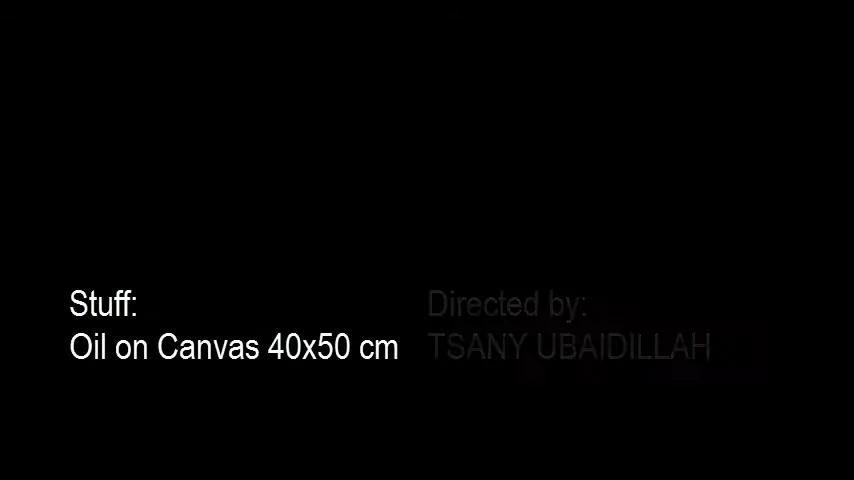 Stuff:
Oil on Canvas 40x50 cm
Directed by:
TSANY UBAIDILLAH